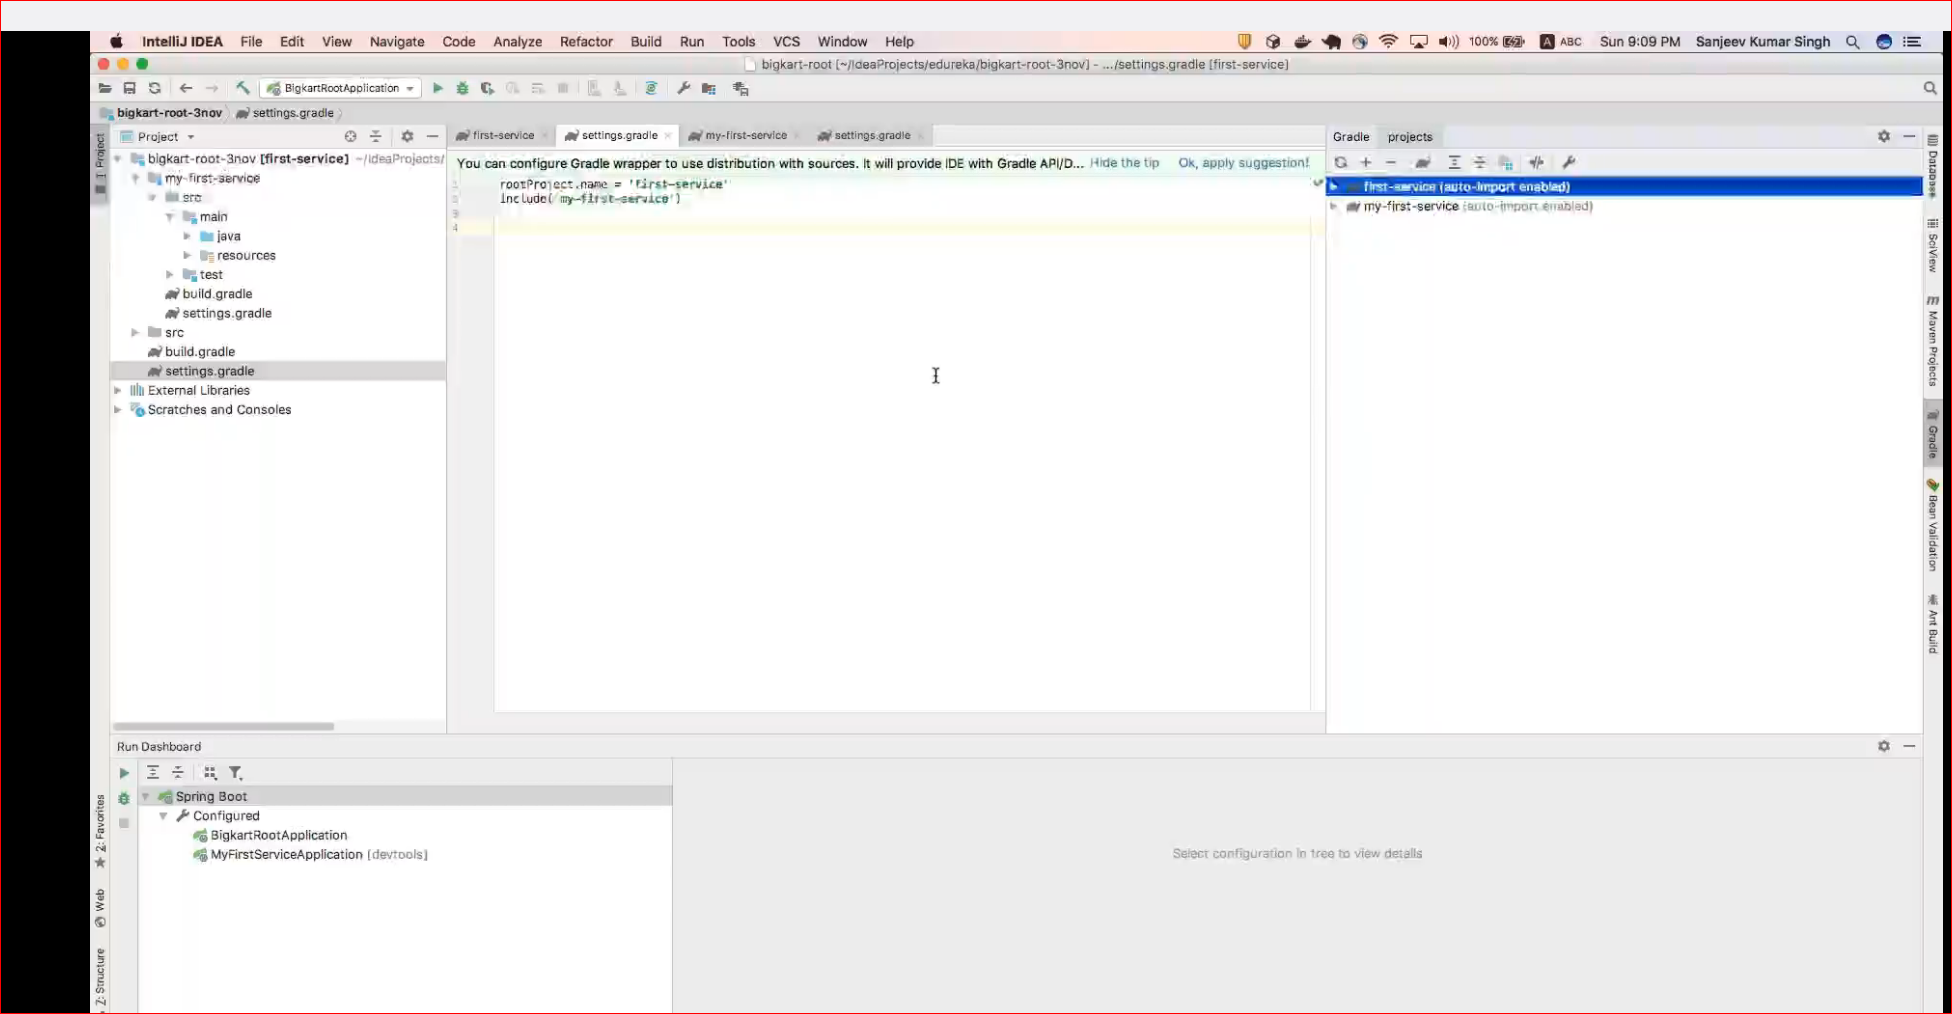 IntelliJ IDEA File Edit View Navigate Code Analyze Refactor Build Run Tools VCS Window Help 100% A ABC Sun 9:09 PM Sanjeev Kumar Singh
bigkart-root [~/IdeaProjects/edureka/bigkart-root-3nov] - .../settings.gradle [first-service]
BigkartRootApplication
bigkart-root-3nov settings.gradle
Project
first-service settings.gradle my-first-service settings.gradle
Gradle projects
bigkart-root-3nov [first-service] ~/IdeaProjects/
my-first-service
src
main
java
resources
test
build.gradle
settings.gradle
src
build.gradle
settings.gradle
External Libraries
Scratches and Consoles
You can configure Gradle wrapper to use distribution with sources. It will provide IDE with Gradle API/D... Hide the tip Ok, apply suggestion!
rootProject.name = 'first-service'
include('my-first-service')
3
4
first-service (auto-import enabled)
my-first-service (auto-import enabled)
1: Project
2: Favorites
Web
Z: Structure
Database
SciView
Maven Projects
Gradle
Bean Validation
Ant Build
Run Dashboard
Spring Boot
Configured
BigkartRootApplication
MyFirstServiceApplication [devtools]
Select configuration in tree to view details